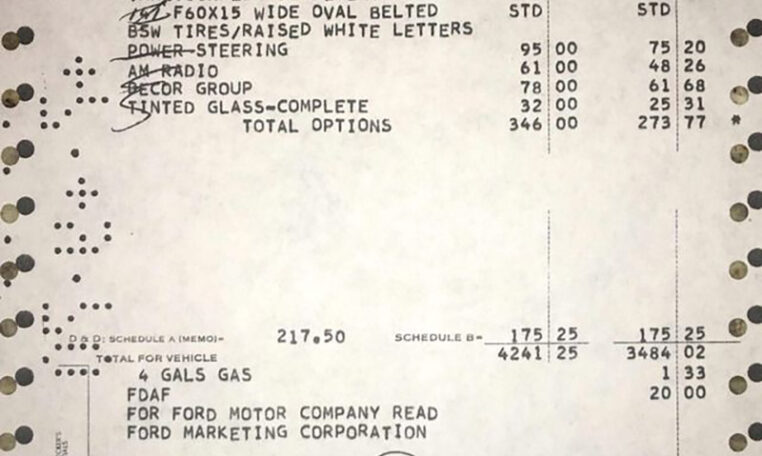 F60X15 WIDE OVAL BELTED STD STD
BSW TIRES/RAISED WHITE LETTERS
POWER STEERING 95 00 75 20
AM RADIO 61 00 48 26
DECOR GROUP 78 00 61 68
TINTED GLASS-COMPLETE 32 00 25 31
TOTAL OPTIONS 346 00 273 77 *
D & D: SCHEDULE A (MEMO)= 217.50 SCHEDULE B= 175 25 175 25
TOTAL FOR VEHICLE 4241 25 3484 02
4 GALS GAS 1 33
FDAF 20 00
FOR FORD MOTOR COMPANY READ
FORD MARKETING CORPORATION